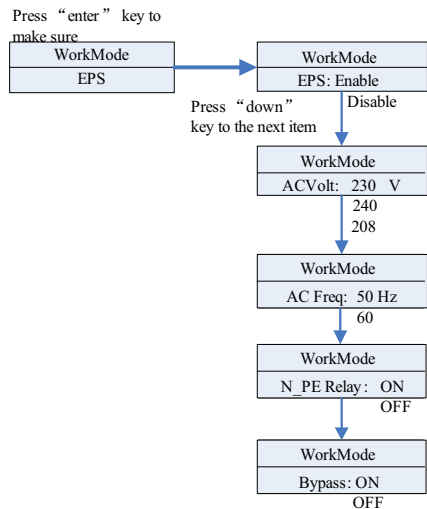 Press “enter” key to
make sure
WorkMode
EPS
WorkMode
EPS: Enable
Disable
Press “down”
key to the next item
WorkMode
ACVolt: 230 V
240
208
WorkMode
AC Freq: 50 Hz
60
WorkMode
N_PE Relay: ON
OFF
WorkMode
Bypass: ON
OFF